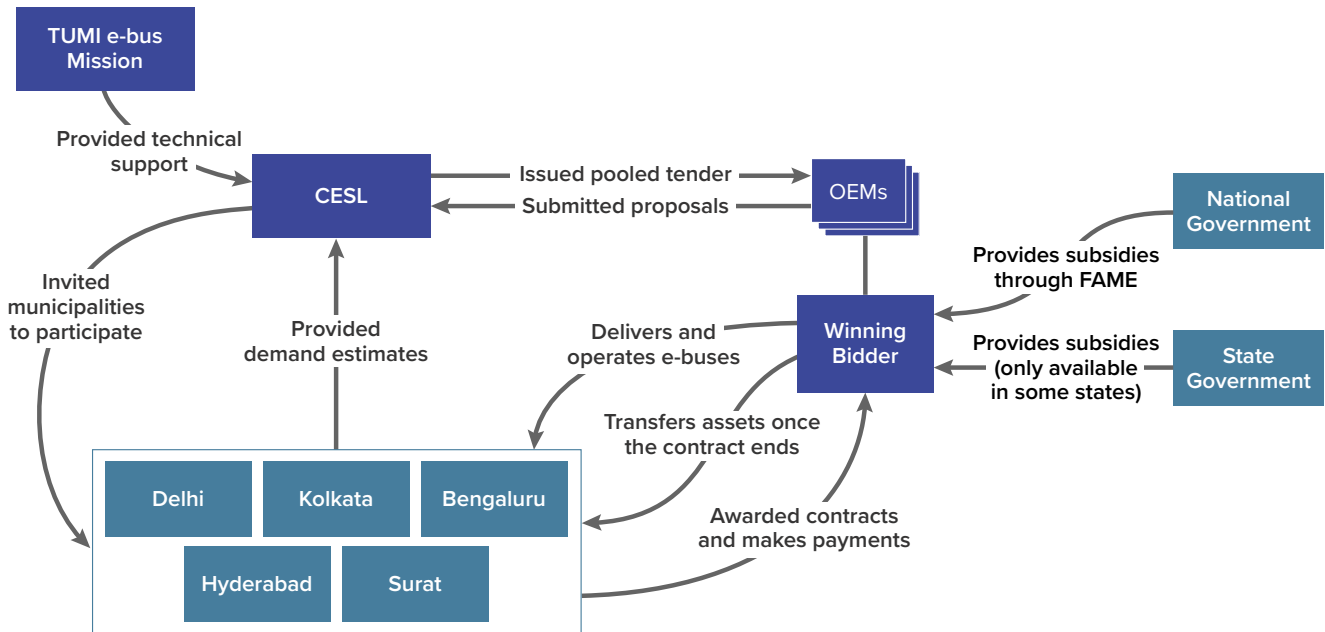 TUMI e-bus
Mission
Provided technical
support
CESL
Issued pooled tender
Submitted proposals
OEMs
National
Government
Provides subsidies
through FAME
Invited
municipalities
to participate
Provided
demand estimates
Delivers and
operates e-buses
Winning
Bidder
Provides subsidies
(only available
in some states)
State
Government
Transfers assets once
the contract ends
Delhi
Kolkata
Bengaluru
Awarded contracts
and makes payments
Hyderabad
Surat